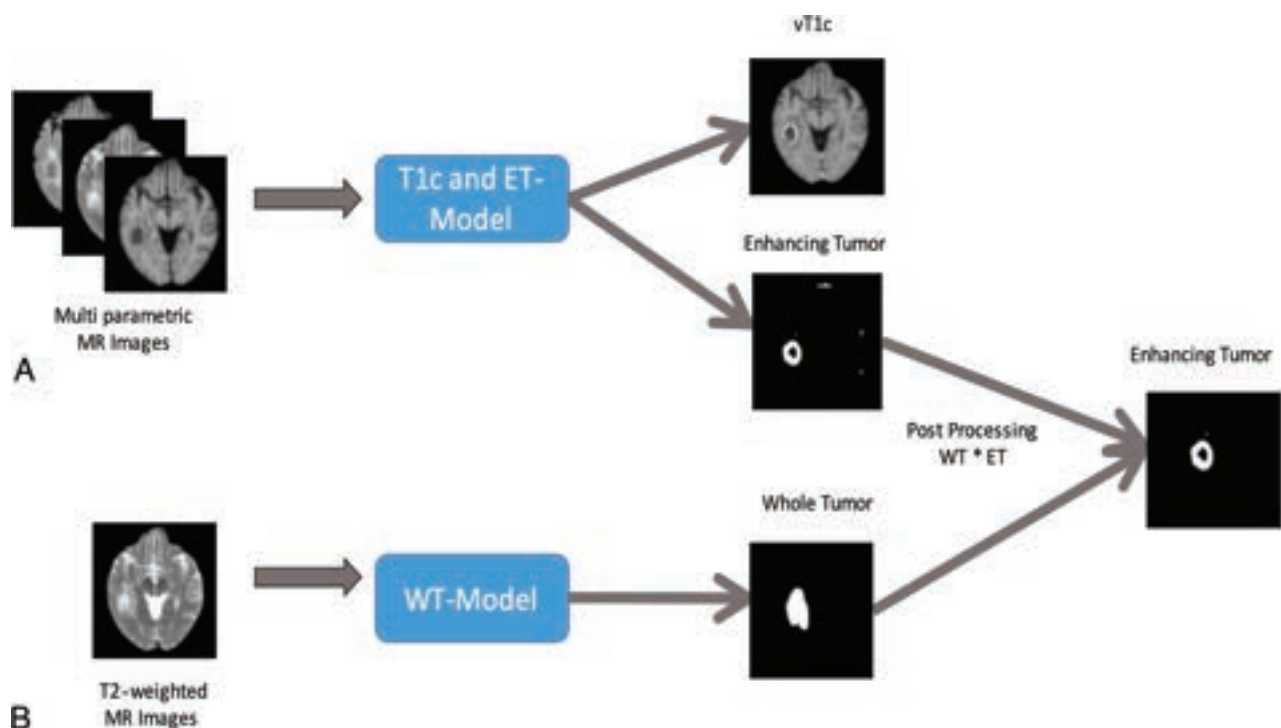 vT1c
T1c and ET-
Model
Enhancing Tumor
Multi parametric
MR Images
A
Enhancing Tumor
Post Processing
WT * ET
Whole Tumor
WT-Model
T2-weighted
MR Images
B